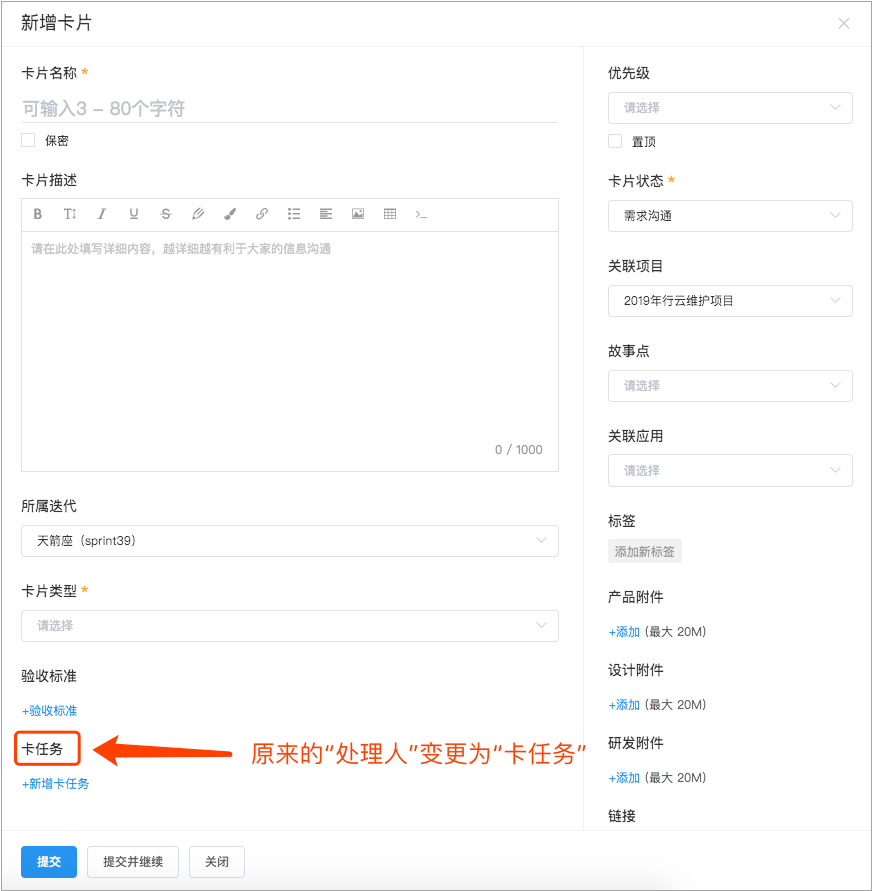 新增卡片
卡片名称 *
可输入3 - 80个字符
保密
卡片描述
B T I U S
请在此处填写详细内容，越详细越有利于大家的信息沟通
0 / 1000
所属迭代
天箭座（sprint39）
卡片类型 *
请选择
验收标准
+验收标准
卡任务
原来的“处理人”变更为“卡任务”
+新增卡任务
优先级
请选择
置顶
卡片状态 *
需求沟通
关联项目
2019年行云维护项目
故事点
请选择
关联应用
请选择
标签
添加新标签
产品附件
+添加 (最大 20M)
设计附件
+添加 (最大 20M)
研发附件
+添加 (最大 20M)
链接
提交
提交并继续
关闭